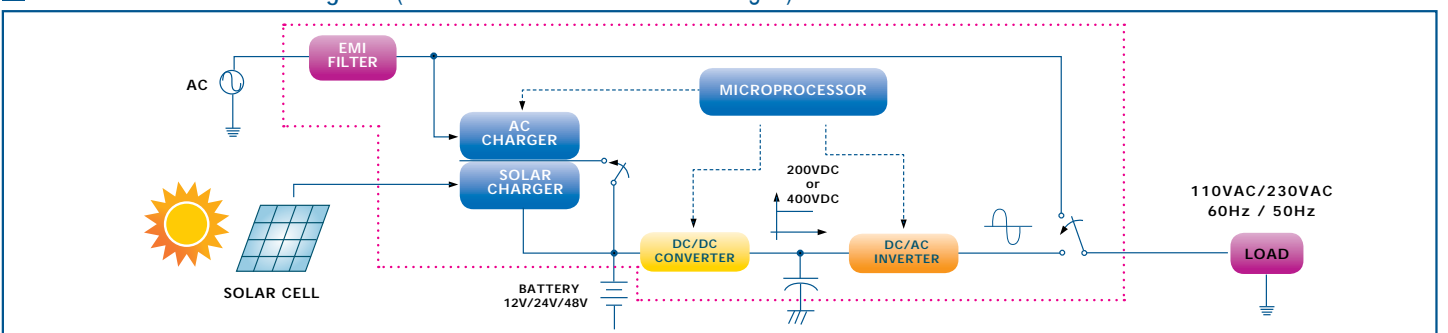 EMI
FILTER
AC
MICROPROCESSOR
AC
CHARGER
SOLAR
CHARGER
200VDC
or
400VDC
110VAC/230VAC
60Hz / 50Hz
DC/DC
CONVERTER
DC/AC
INVERTER
LOAD
SOLAR CELL
BATTERY
12V/24V/48V